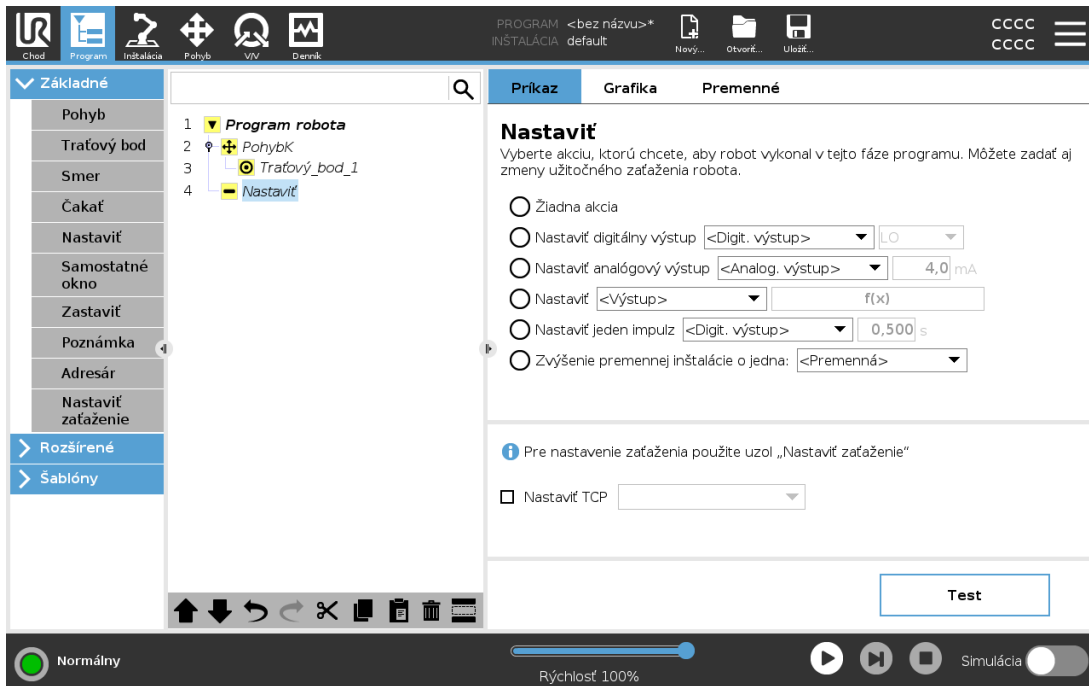 UR
Chod
Program
Inštalácia
Pohyb
V/V
Denník
PROGRAM <bez názvu>*
INŠTALÁCIA default
Nový...
Otvoriť...
Uložiť...
CCCC
CCCC
Základné
Pohyb
Traťový bod
Smer
Čakať
Nastaviť
Samostatné
okno
Zastaviť
Poznámka
Adresár
Nastaviť
zaťaženie
Rozšírené
Šablóny
1 Program robota
2 PohybK
3 Traťový_bod_1
4 Nastaviť
Príkaz Grafika Premenné
Nastaviť
Vyberte akciu, ktorú chcete, aby robot vykonal v tejto fáze programu. Môžete zadať aj
zmeny užitočného zaťaženia robota.
Žiadna akcia
Nastaviť digitálny výstup <Digit. výstup> LO
Nastaviť analógový výstup <Analog. výstup> 4,0 mA
Nastaviť <Výstup> f(x)
Nastaviť jeden impulz <Digit. výstup> 0,500 s
Zvýšenie premennej inštalácie o jedna: <Premenná>
Pre nastavenie zaťaženia použite uzol „Nastaviť zaťaženie“
Nastaviť TCP
Test
Normálny
Rýchlosť 100%
Simulácia